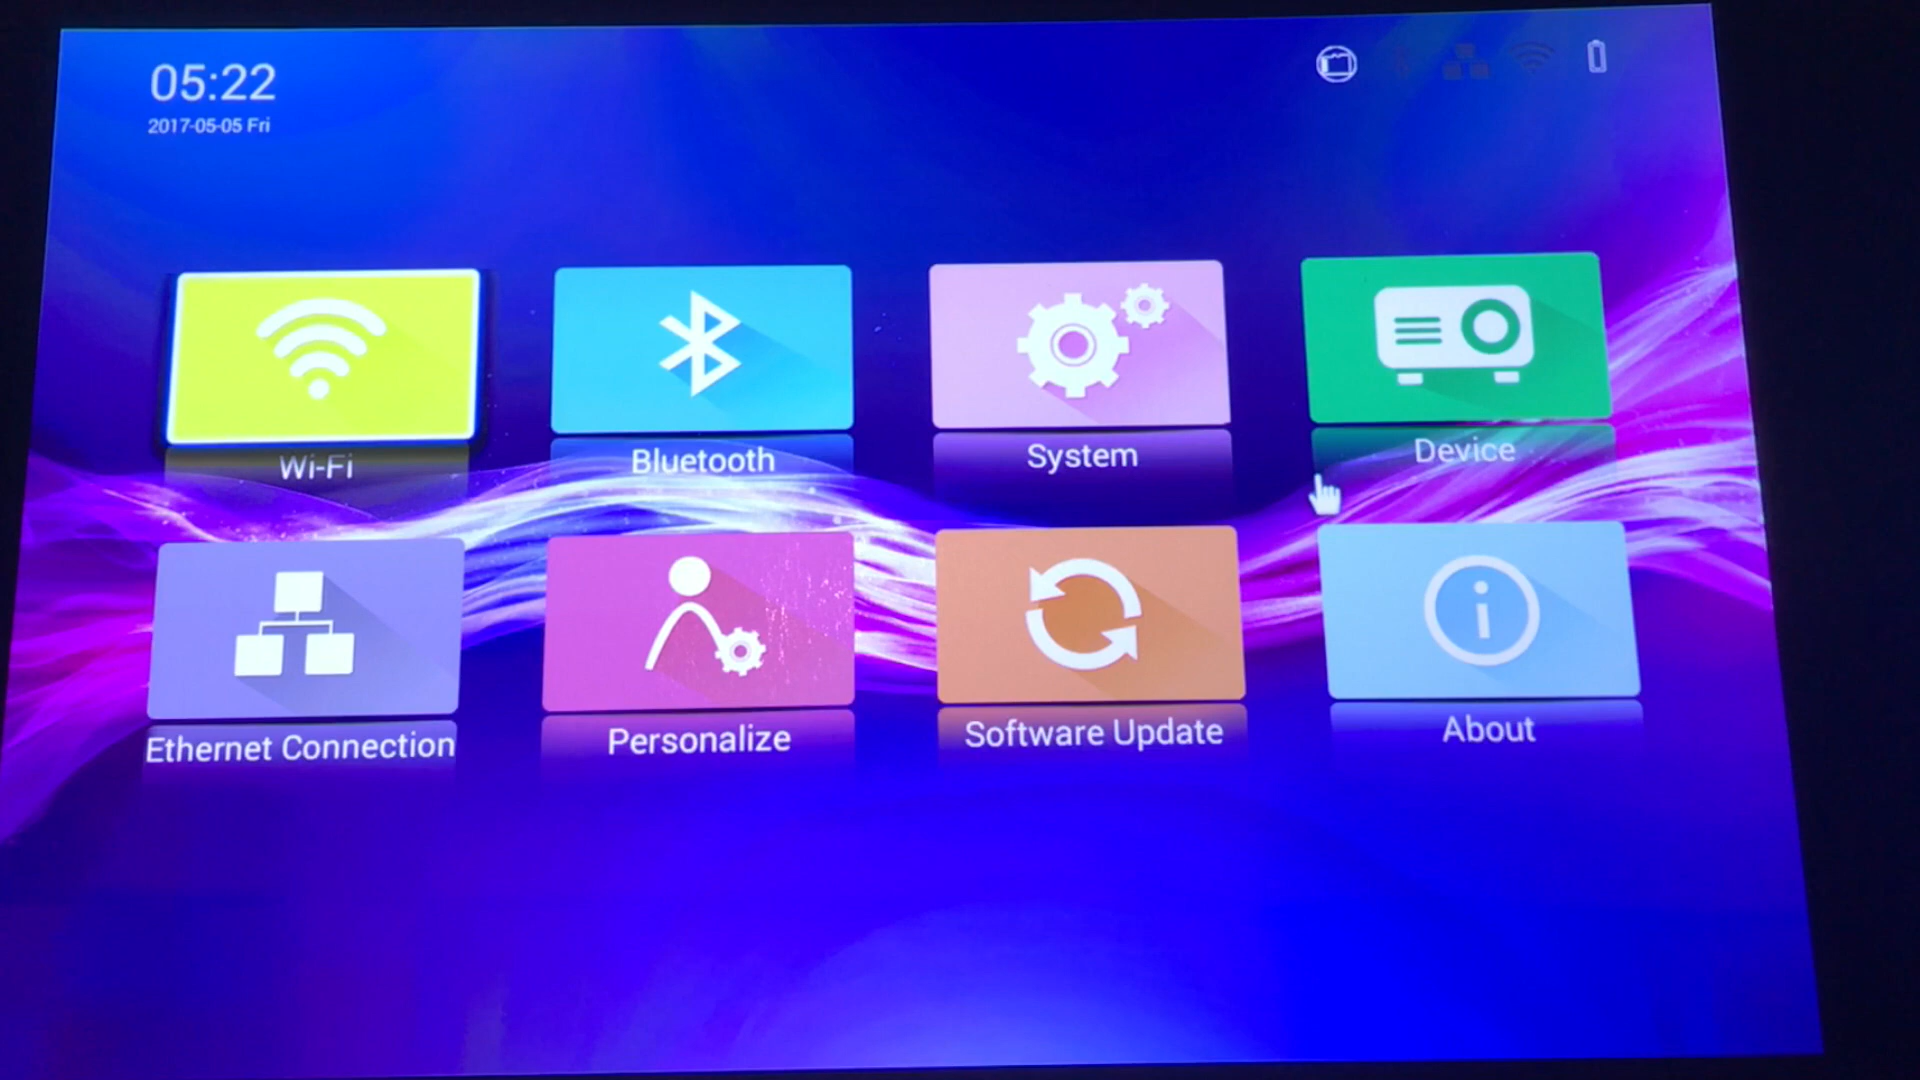 05:22
2017-05-05 Fri
Wi-Fi
Bluetooth
System
Device
Ethernet Connection
Personalize
Software Update
About